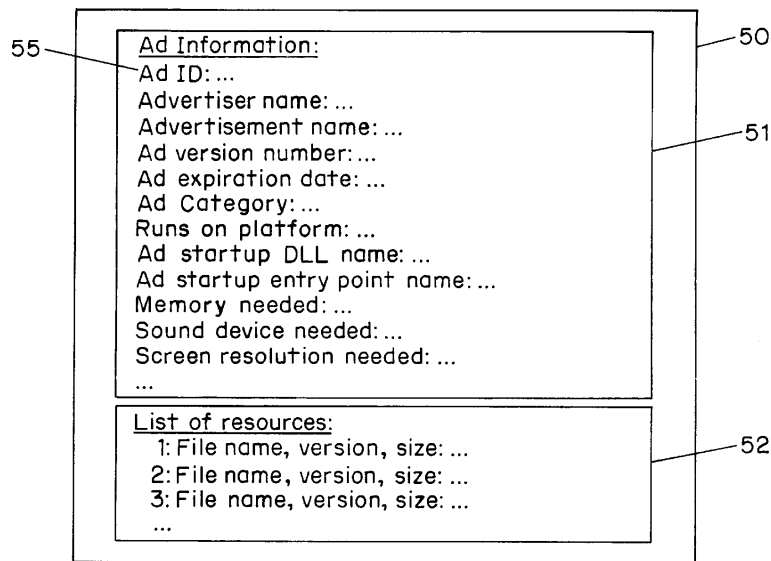 50
55
Ad Information:
Ad ID: ...
Advertiser name: ...
Advertisement name: ...
51
Ad version number: ...
Ad expiration date: ...
Ad Category: ...
Runs on platform: ...
Ad startup DLL name: ...
Ad startup entry point name: ...
Memory needed: ...
Sound device needed: ...
Screen resolution needed: ...
...
List of resources:
52
1: File name, version, size: ...
2: File name, version, size: ...
3: File name, version, size: ...
...